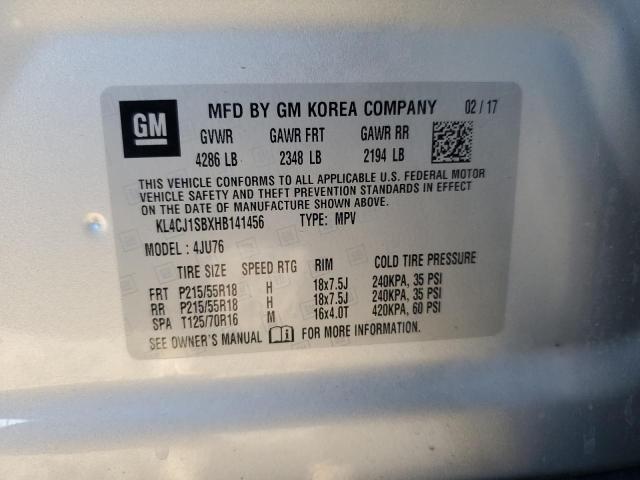 GM MFD BY GM KOREA COMPANY 02 / 17
GVWR GAWR FRT GAWR RR
4286 LB 2348 LB 2194 LB
THIS VEHICLE CONFORMS TO ALL APPLICABLE U.S. FEDERAL MOTOR
VEHICLE SAFETY AND THEFT PREVENTION STANDARDS IN EFFECT
ON THE DATE OF MANUFACTURE SHOWN ABOVE.
KL4CJ1SBXHB141456 TYPE: MPV
MODEL : 4JU76
TIRE SIZE SPEED RTG RIM COLD TIRE PRESSURE
FRT P215/55R18 H 18x7.5J 240KPA, 35 PSI
RR P215/55R18 H 18x7.5J 240KPA, 35 PSI
SPA T125/70R16 M 16x4.0T 420KPA, 60 PSI
SEE OWNER'S MANUAL FOR MORE INFORMATION.